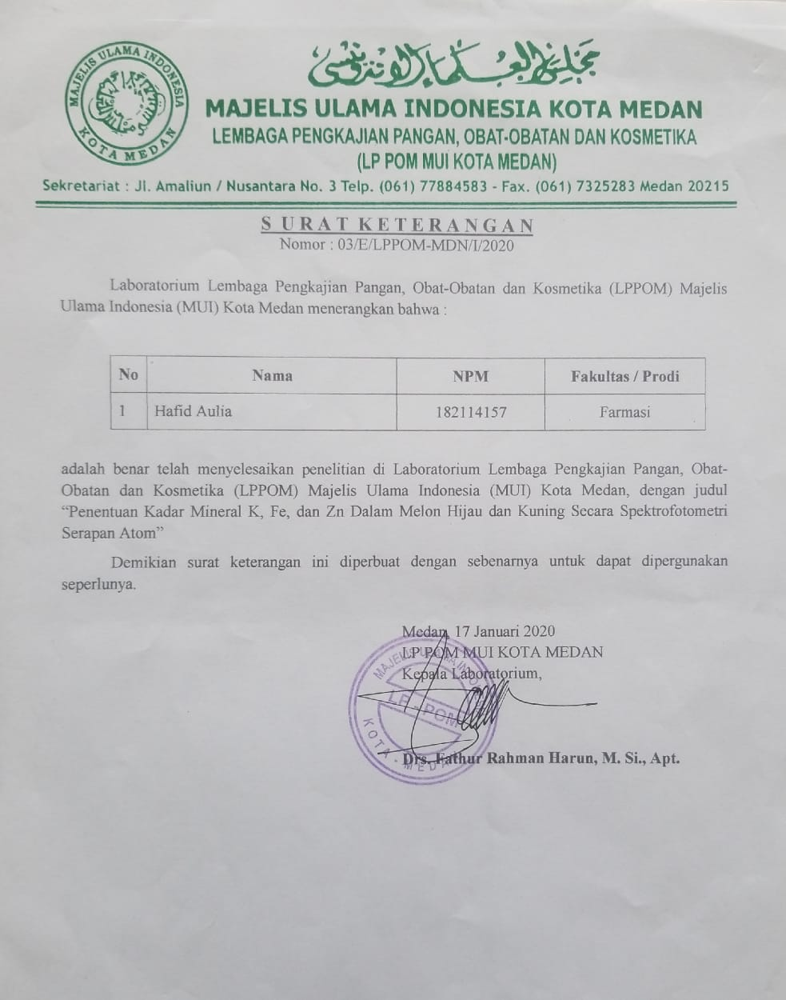 MAJELIS ULAMA INDONESIA
KOTA MEDAN
مجلس العلماء الاندونيسي
MAJELIS ULAMA INDONESIA KOTA MEDAN
LEMBAGA PENGKAJIAN PANGAN, OBAT-OBATAN DAN KOSMETIKA
(LP POM MUI KOTA MEDAN)
Sekretariat : Jl. Amaliun / Nusantara No. 3 Telp. (061) 77884583 - Fax. (061) 7325283 Medan 20215
S U R A T K E T E R A N G A N
Nomor : 03/E/LPPOM-MDN/I/2020
Laboratorium Lembaga Pengkajian Pangan, Obat-Obatan dan Kosmetika (LPPOM) Majelis
Ulama Indonesia (MUI) Kota Medan menerangkan bahwa :
No Nama NPM Fakultas / Prodi
1 Hafid Aulia 182114157 Farmasi
adalah benar telah menyelesaikan penelitian di Laboratorium Lembaga Pengkajian Pangan, Obat-
Obatan dan Kosmetika (LPPOM) Majelis Ulama Indonesia (MUI) Kota Medan, dengan judul
“Penentuan Kadar Mineral K, Fe, dan Zn Dalam Melon Hijau dan Kuning Secara Spektrofotometri
Serapan Atom”
Demikian surat keterangan ini diperbuat dengan sebenarnya untuk dapat dipergunakan
seperlunya.
Medan, 17 Januari 2020
LP POM MUI KOTA MEDAN
Kepala Laboratorium,
LP - POM
KOTA - MEDAN
Drs. Fathur Rahman Harun, M. Si., Apt.